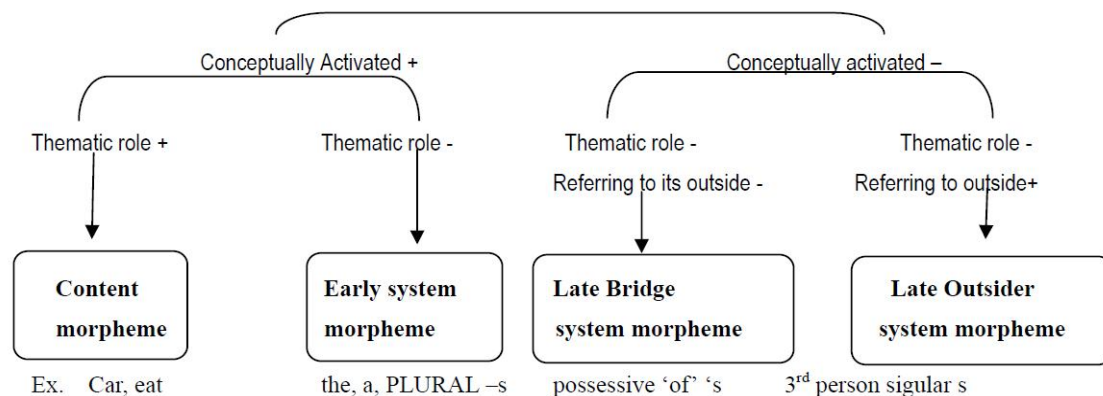 Conceptually Activated + Conceptually activated –
Thematic role + Thematic role - Thematic role - Thematic role -
Referring to its outside - Referring to outside+
Content Early system Late Bridge Late Outsider
morpheme morpheme system morpheme system morpheme
Ex. Car, eat the, a, PLURAL –s possessive ‘of’ ‘s 3rd person sigular s